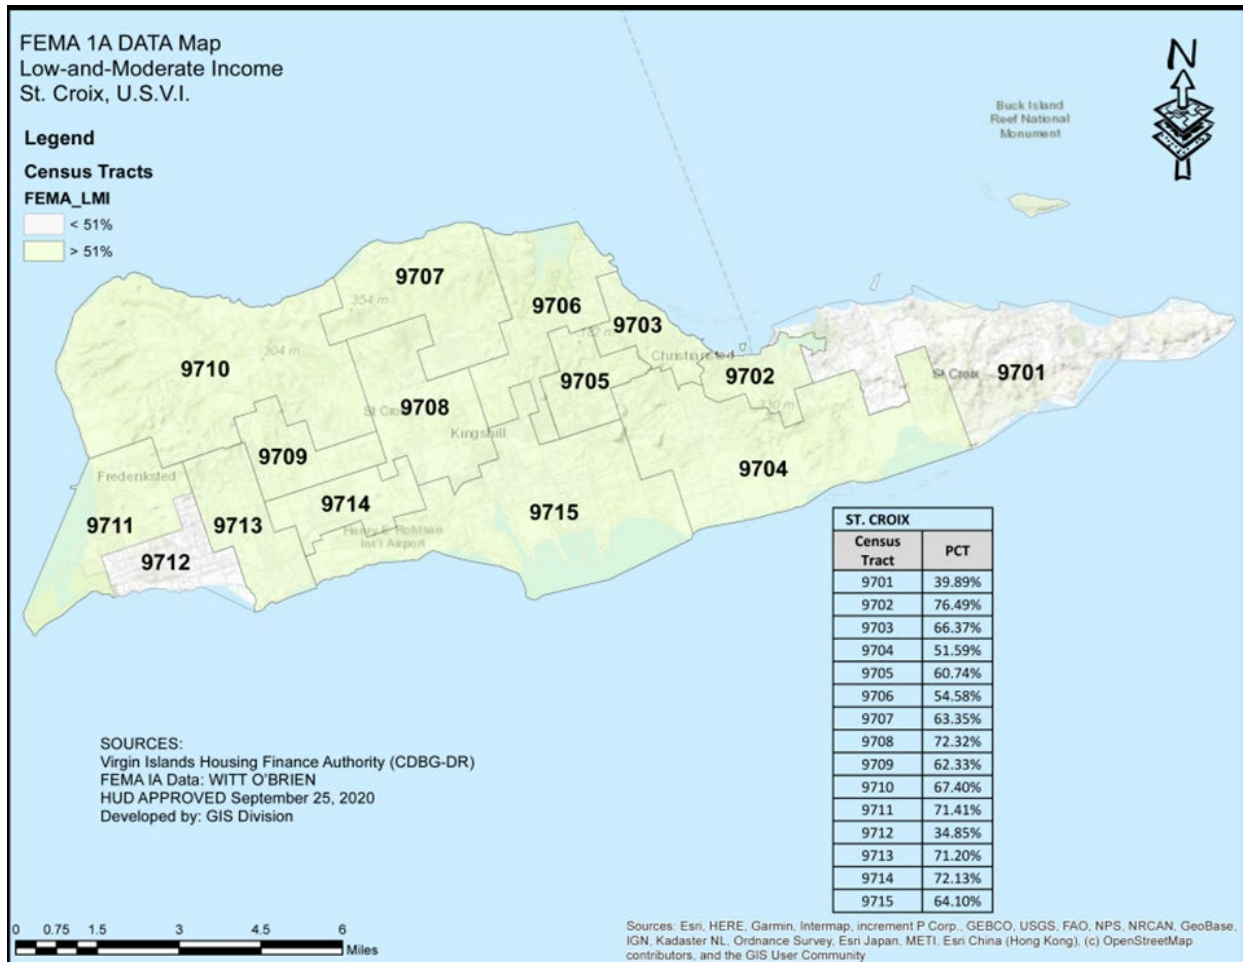 FEMA 1A DATA Map
Low-and-Moderate Income
St. Croix, U.S.V.I.
Legend
Census Tracts
FEMA_LMI
< 51%
> 51%
N
Buck Island
Reef National
Monument
9707
354 m
9706
9703
182 m
304 m
9710
Christiansted
9705
9702
St Croix
9701
St Croix
9708
330 m
Kingshill
9709
9704
Frederiksted
9714
9715
9711
9713
Henry E Rohlsen
Int'l Airport
9712
ST. CROIX
Census Tract PCT
9701 39.89%
9702 76.49%
9703 66.37%
9704 51.59%
9705 60.74%
9706 54.58%
9707 63.35%
9708 72.32%
9709 62.33%
9710 67.40%
9711 71.41%
9712 34.85%
9713 71.20%
9714 72.13%
9715 64.10%
SOURCES:
Virgin Islands Housing Finance Authority (CDBG-DR)
FEMA IA Data: WITT O'BRIEN
HUD APPROVED September 25, 2020
Developed by: GIS Division
0 0.75 1.5 3 4.5 6
Miles
Sources: Esri, HERE, Garmin, Intermap, increment P Corp., GEBCO, USGS, FAO, NPS, NRCAN, GeoBase,
IGN, Kadaster NL, Ordnance Survey, Esri Japan, METI, Esri China (Hong Kong), (c) OpenStreetMap
contributors, and the GIS User Community